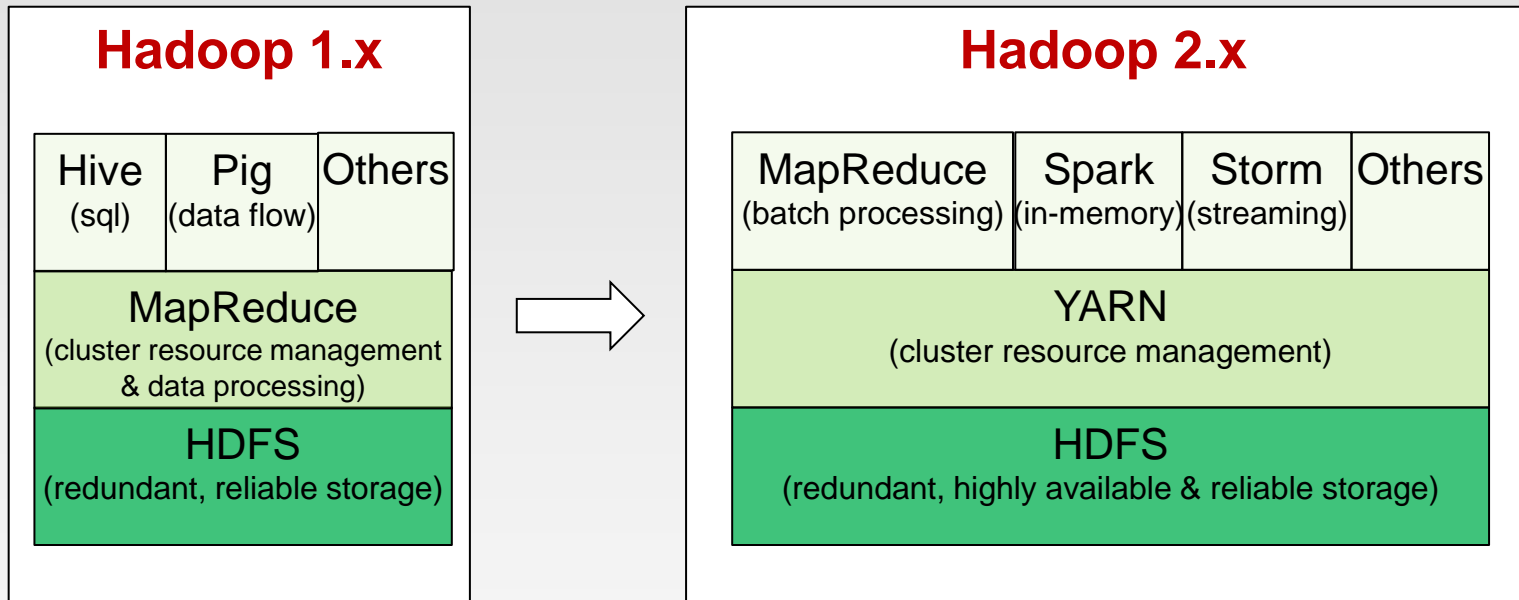 Hadoop 1.x
Hive
(sql)
Pig
(data flow)
Others
MapReduce
(cluster resource management
& data processing)
HDFS
(redundant, reliable storage)
Hadoop 2.x
MapReduce
(batch processing)
Spark
(in-memory)
Storm
(streaming)
Others
YARN
(cluster resource management)
HDFS
(redundant, highly available & reliable storage)